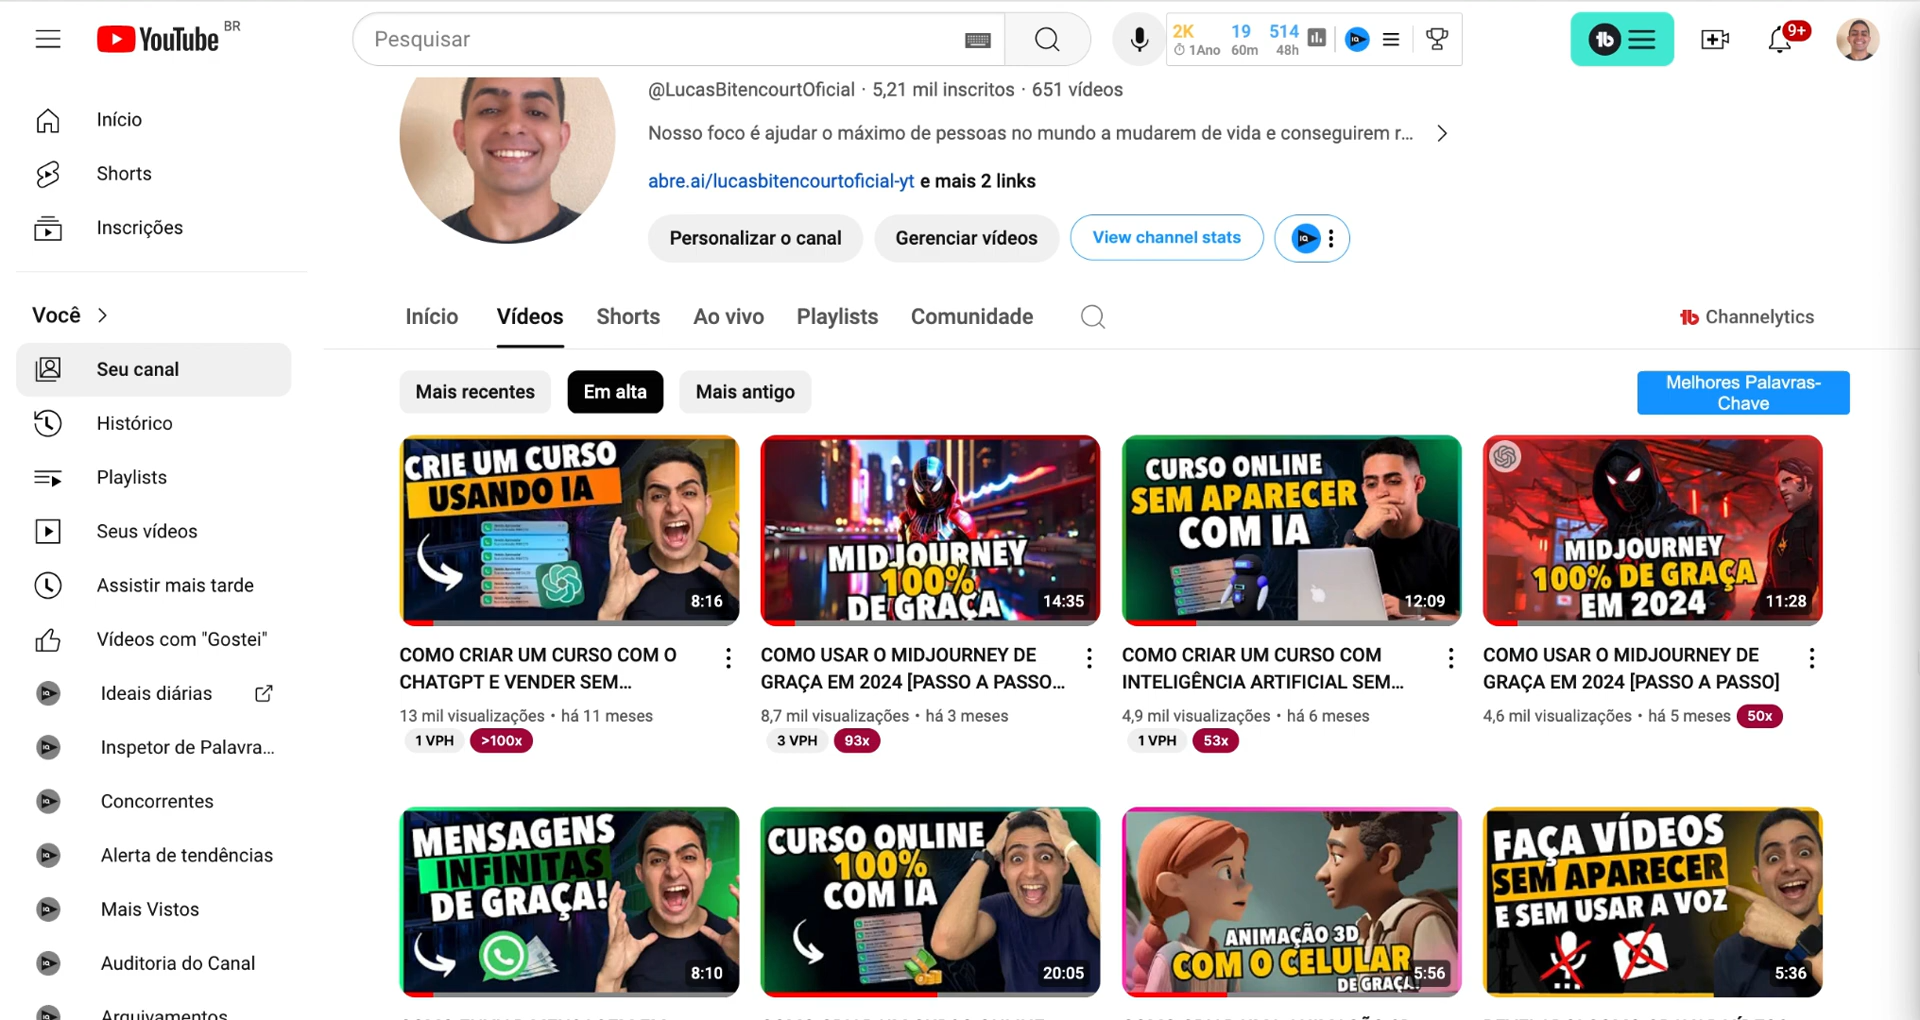 YouTube BR
Pesquisar
2K
1Ano
19
60m
514
48h
9+
Início
Shorts
Inscrições
Você
Seu canal
Histórico
Playlists
Seus vídeos
Assistir mais tarde
Vídeos com "Gostei"
Ideais diárias
Inspetor de Palavra...
Concorrentes
Alerta de tendências
Mais Vistos
Auditoria do Canal
Arquivamentos
@LucasBitencourtOficial · 5,21 mil inscritos · 651 vídeos
Nosso foco é ajudar o máximo de pessoas no mundo a mudarem de vida e conseguirem r...
abre.ai/lucasbitencourtoficial-yt e mais 2 links
Personalizar o canal
Gerenciar vídeos
View channel stats
Início
Vídeos
Shorts
Ao vivo
Playlists
Comunidade
Channelytics
Mais recentes
Em alta
Mais antigo
Melhores Palavras-
Chave
CRIE UM CURSO
USANDO IA
8:16
COMO CRIAR UM CURSO COM O
CHATGPT E VENDER SEM...
13 mil visualizações • há 11 meses
1 VPH
>100x
MIDJOURNEY
100%
DE GRAÇA
14:35
COMO USAR O MIDJOURNEY DE
GRAÇA EM 2024 [PASSO A PASSO...
8,7 mil visualizações • há 3 meses
3 VPH
93x
CURSO ONLINE
SEM APARECER
COM IA
12:09
COMO CRIAR UM CURSO COM
INTELIGÊNCIA ARTIFICIAL SEM...
4,9 mil visualizações • há 6 meses
1 VPH
53x
MIDJOURNEY
100% DE GRAÇA
EM 2024
11:28
COMO USAR O MIDJOURNEY DE
GRAÇA EM 2024 [PASSO A PASSO]
4,6 mil visualizações • há 5 meses
50x
MENSAGENS
INFINITAS
DE GRAÇA!
8:10
CURSO ONLINE
100%
COM IA
20:05
ANIMAÇÃO 3D
COM O CELULAR
DE GRAÇA!
5:56
FAÇA VÍDEOS
SEM APARECER
E SEM USAR A VOZ
5:36